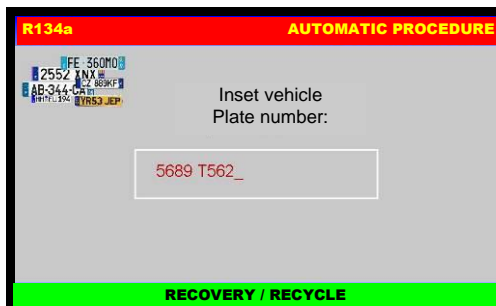 R134a
AUTOMATIC PROCEDURE
FE 360MO
2552 XNX
CZ 889KF
AB-344-CA
YR53 JEP
Inset vehicle
Plate number:
5689 T562_
RECOVERY / RECYCLE